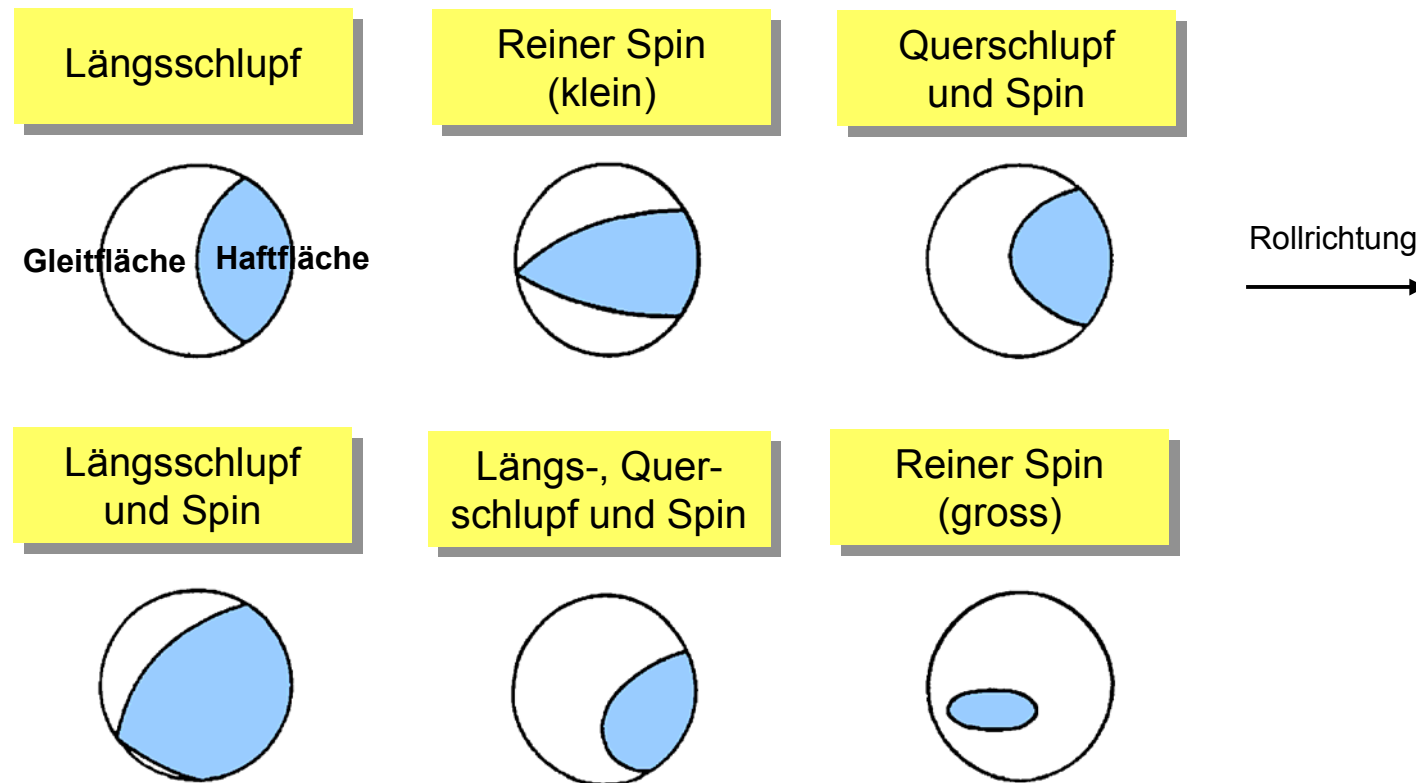 Längsschlupf
Reiner Spin
(klein)
Querschlupf
und Spin
Gleitfläche
Haftfläche
Rollrichtung
Längsschlupf
und Spin
Längs-, Quer-
schlupf und Spin
Reiner Spin
(gross)